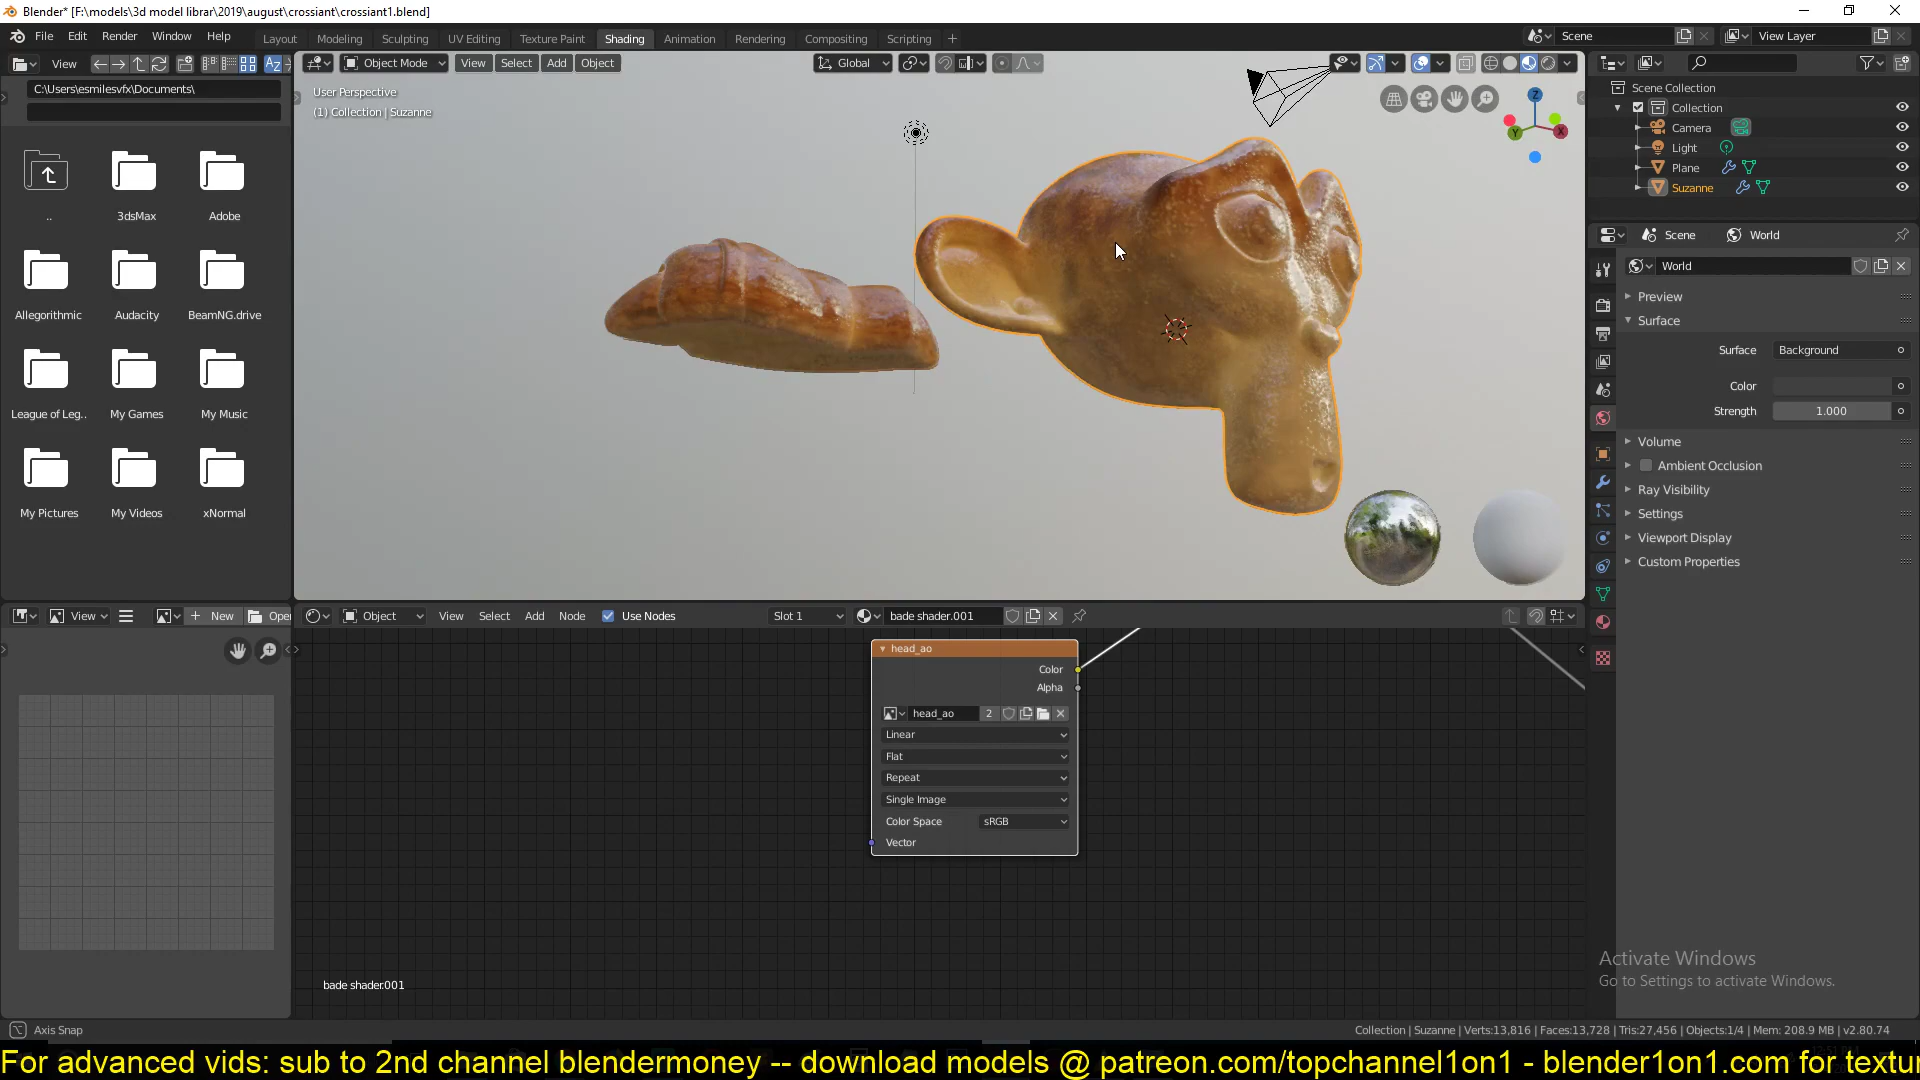 Blender* [F:\models\3d model librar\2019\august\crossiant\crossiant1.blend]
File Edit Render Window Help
Layout Modeling Sculpting UV Editing Texture Paint Shading Animation Rendering Compositing Scripting
Scene View Layer
View
Object Mode View Select Add Object Global
C:\Users\esmilesvfx\Documents\
User Perspective
(1) Collection | Suzanne
Z
Y X
..
3dsMax
Adobe
Allegorithmic
Audacity
BeamNG.drive
League of Leg..
My Games
My Music
My Pictures
My Videos
xNormal
Scene Collection
Collection
Camera
Light
Plane
Suzanne
Scene World
World
Preview
Surface
Surface Background
Color
Strength 1.000
Volume
Ambient Occlusion
Ray Visibility
Settings
Viewport Display
Custom Properties
View New Open
Object View Select Add Node Use Nodes Slot 1 bade shader.001
head_ao
Color
Alpha
head_ao 2
Linear
Flat
Repeat
Single Image
Color Space sRGB
Vector
bade shader.001
Activate Windows
Go to Settings to activate Windows.
Axis Snap
Collection | Suzanne | Verts:13,816 | Faces:13,728 | Tris:27,456 | Objects:1/4 | Mem: 208.9 MB | v2.80.74
For advanced vids: sub to 2nd channel blendermoney -- download models @ patreon.com/topchannel1on1 - blender1on1.com for textur